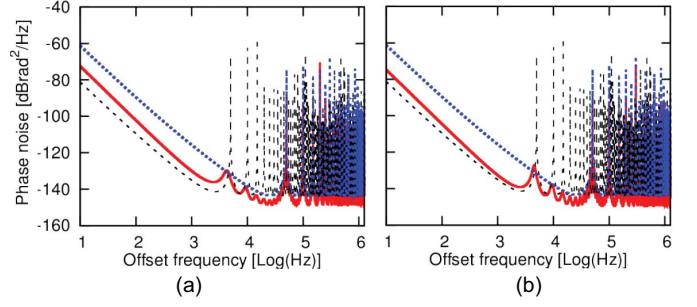 Phase noise [dBrad²/Hz]
-40
-60
-80
-100
-120
-140
-160
1 2 3 4 5 6
1 2 3 4 5 6
Offset frequency [Log(Hz)]
Offset frequency [Log(Hz)]
(a)
(b)